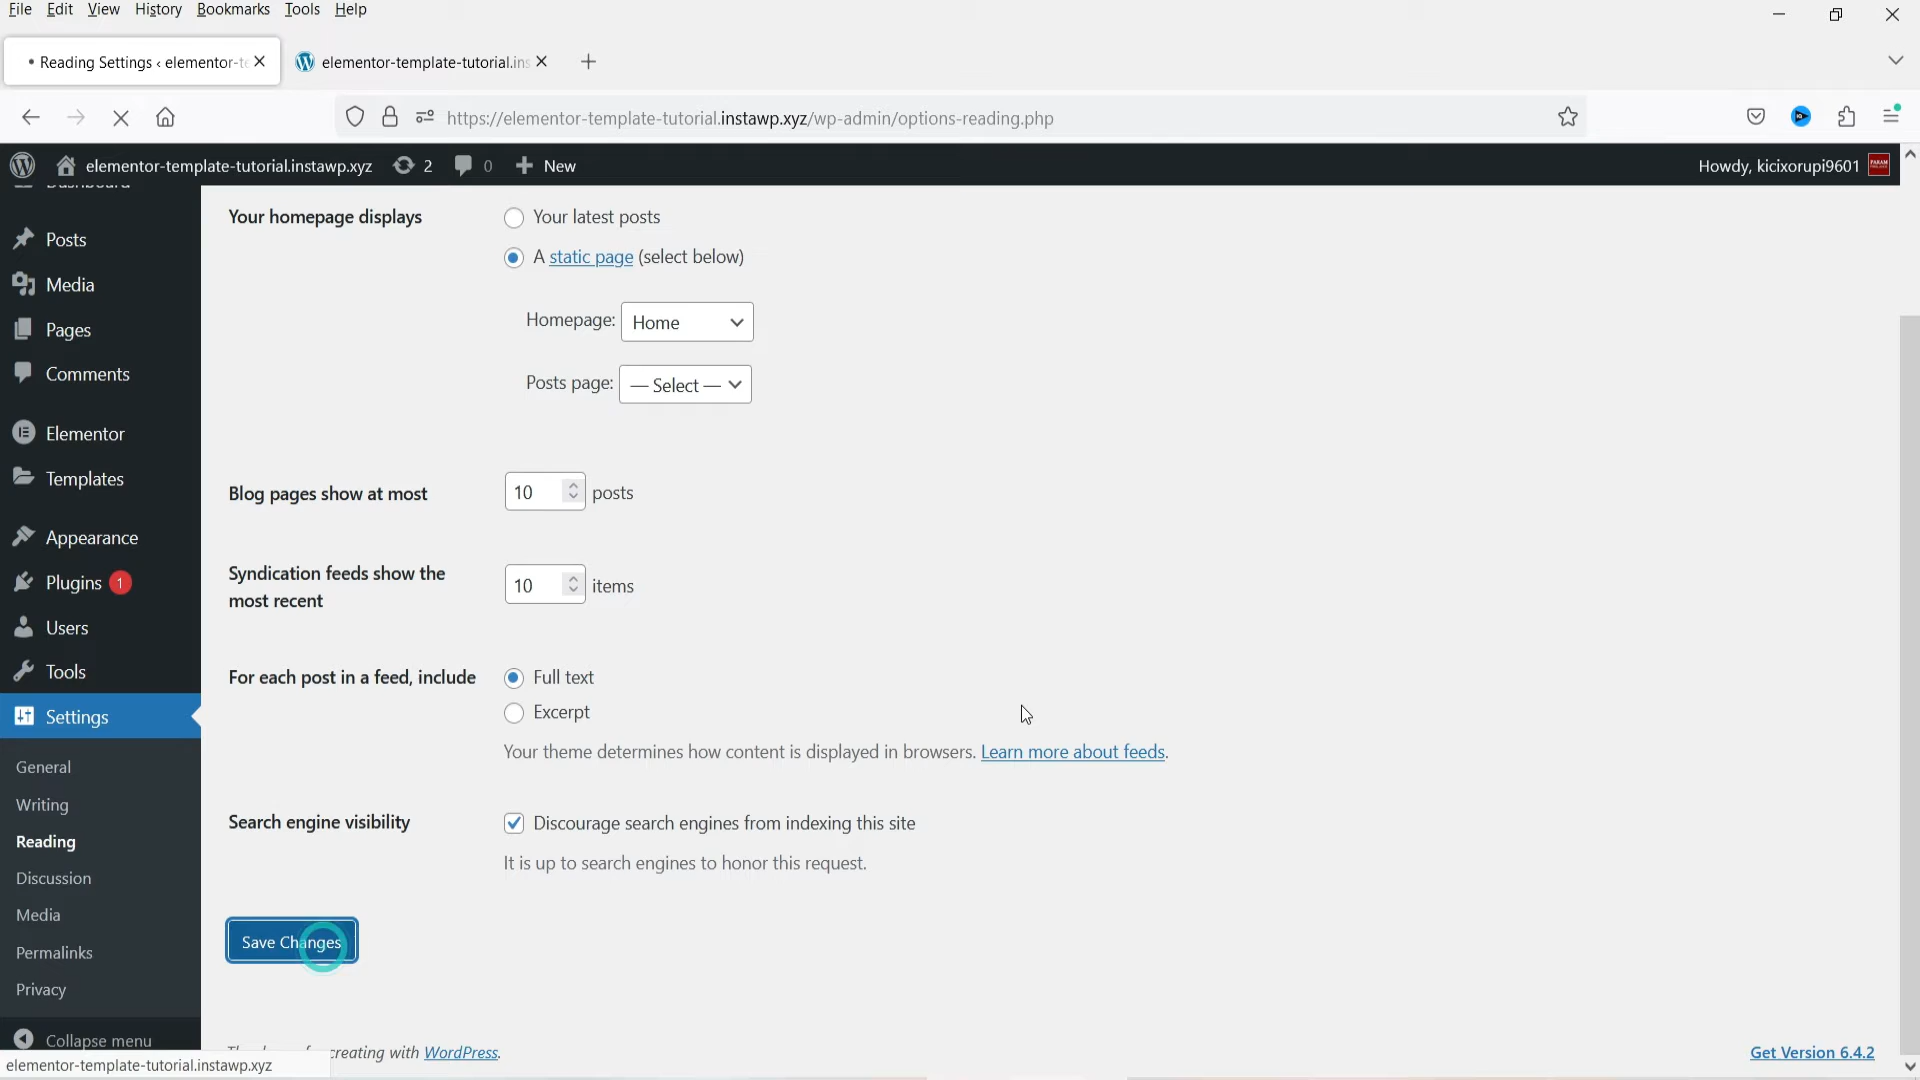 File Edit View History Bookmarks Tools Help
• Reading Settings ‹ elementor-te
elementor-template-tutorial.ins
https://elementor-template-tutorial.instawp.xyz/wp-admin/options-reading.php
elementor-template-tutorial.instawp.xyz 2 0 + New Howdy, kicixorupi9601
Dashboard
Posts
Media
Pages
Comments
Elementor
Templates
Appearance
Plugins 1
Users
Tools
Settings
General
Writing
Reading
Discussion
Media
Permalinks
Privacy
Collapse menu
Your homepage displays
Your latest posts
A static page (select below)
Homepage: Home
Posts page: — Select —
Blog pages show at most 10 posts
Syndication feeds show the
most recent
10 items
For each post in a feed, include
Full text
Excerpt
Your theme determines how content is displayed in browsers. Learn more about feeds.
Search engine visibility
Discourage search engines from indexing this site
It is up to search engines to honor this request.
Save Changes
creating with WordPress.
Get Version 6.4.2
elementor-template-tutorial.instawp.xyz